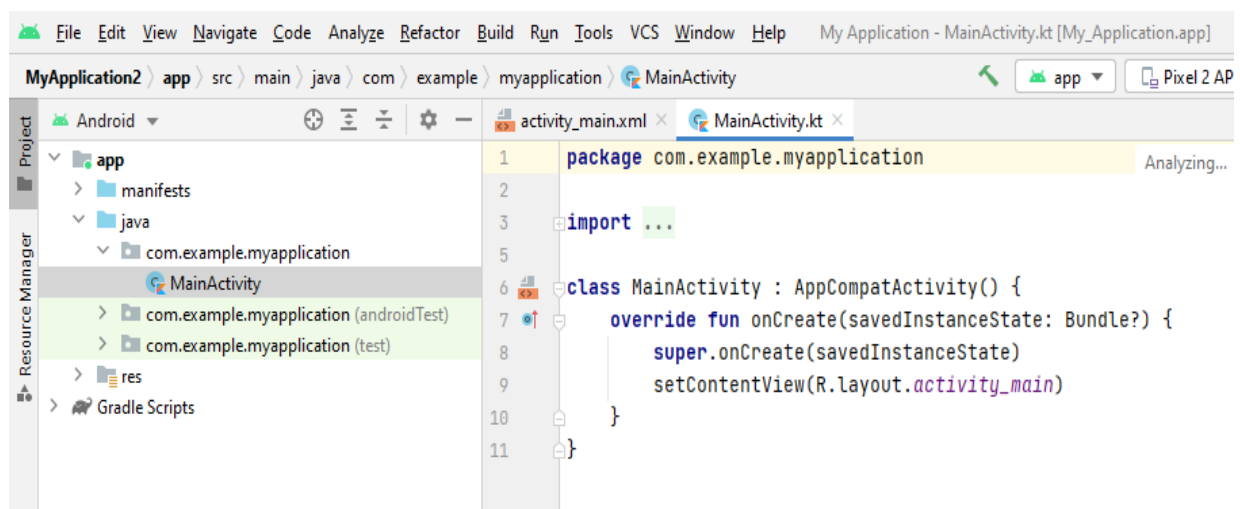 File Edit View Navigate Code Analyze Refactor Build Run Tools VCS Window Help My Application - MainActivity.kt [My_Application.app]
MyApplication2 app src main java com example myapplication MainActivity app Pixel 2 AP
Project
Resource Manager
Android
app
manifests
java
com.example.myapplication
MainActivity
com.example.myapplication (androidTest)
com.example.myapplication (test)
res
Gradle Scripts
activity_main.xml MainActivity.kt
1 package com.example.myapplication Analyzing...
2
3 import ...
5
6 class MainActivity : AppCompatActivity() {
7 override fun onCreate(savedInstanceState: Bundle?) {
8 super.onCreate(savedInstanceState)
9 setContentView(R.layout.activity_main)
10 }
11 }